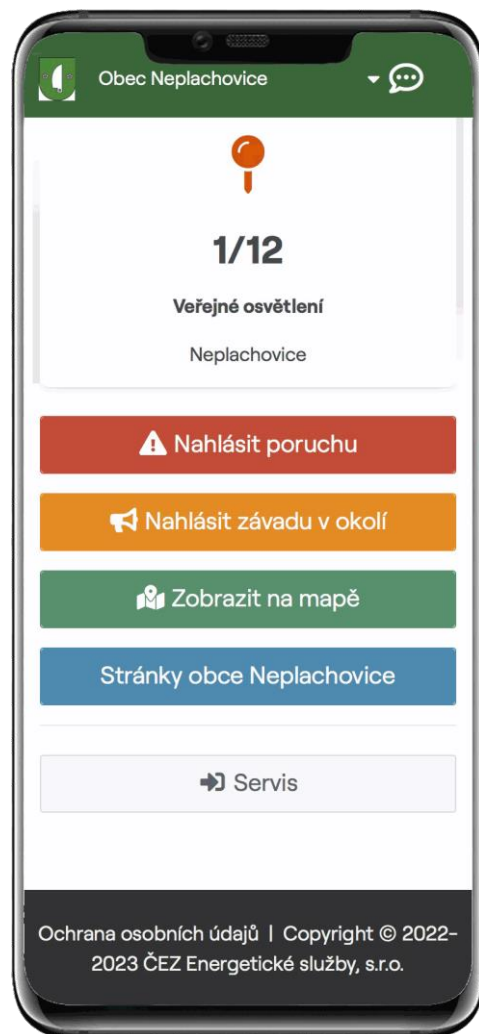 Obec Neplachovice
1/12
Veřejné osvětlení
Neplachovice
Nahlásit poruchu
Nahlásit závadu v okolí
Zobrazit na mapě
Stránky obce Neplachovice
Servis
Ochrana osobních údajů | Copyright © 2022-
2023 ČEZ Energetické služby, s.r.o.